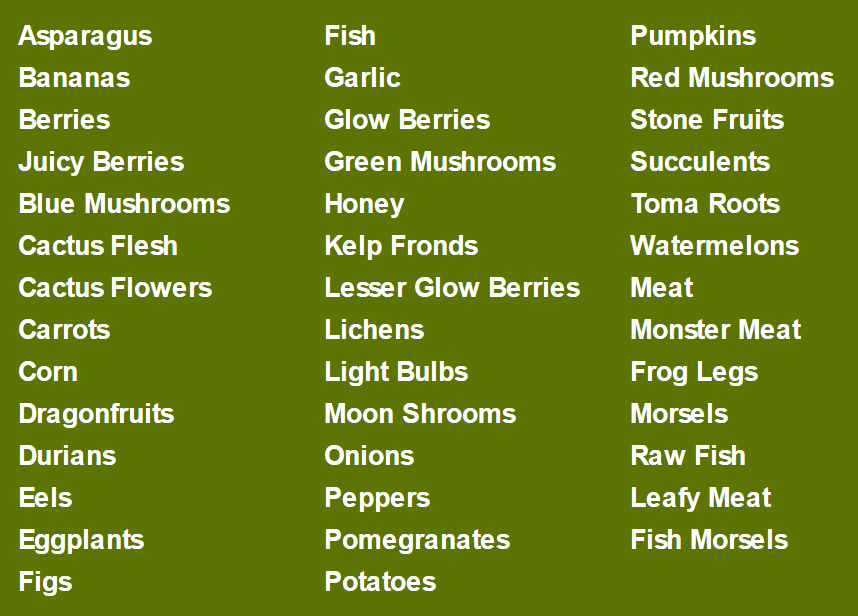 Asparagus
Bananas
Berries
Juicy Berries
Blue Mushrooms
Cactus Flesh
Cactus Flowers
Carrots
Corn
Dragonfruits
Durians
Eels
Eggplants
Figs
Fish
Garlic
Glow Berries
Green Mushrooms
Honey
Kelp Fronds
Lesser Glow Berries
Lichens
Light Bulbs
Moon Shrooms
Onions
Peppers
Pomegranates
Potatoes
Pumpkins
Red Mushrooms
Stone Fruits
Succulents
Toma Roots
Watermelons
Meat
Monster Meat
Frog Legs
Morsels
Raw Fish
Leafy Meat
Fish Morsels